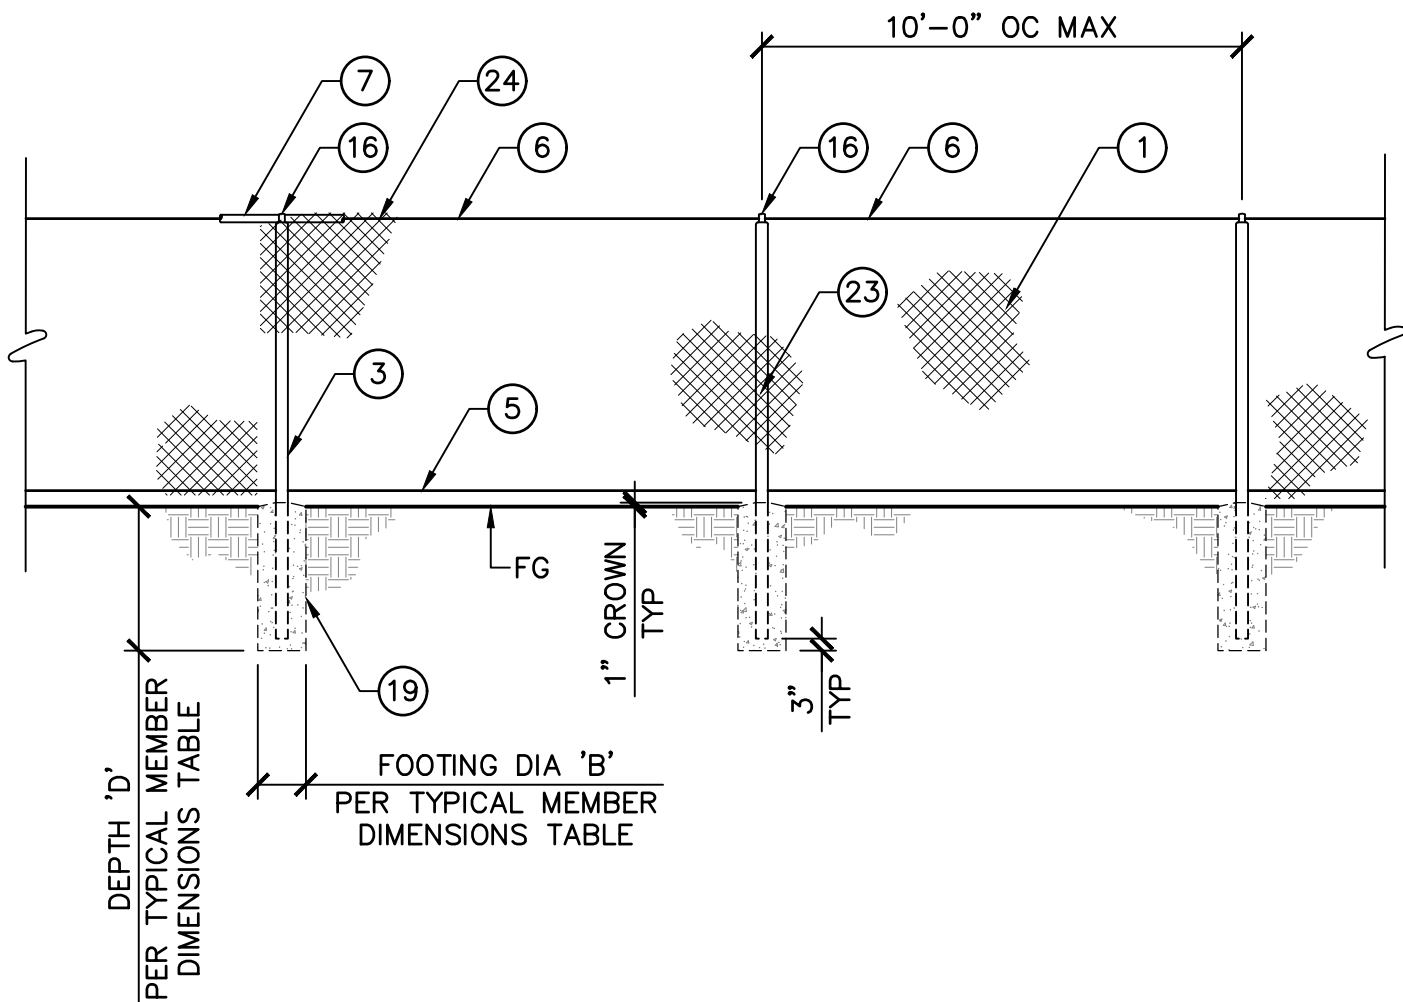 10'-0" OC MAX
7
24
16
6
16
6
1
23
3
5
FG
1" CROWN
TYP
3"
TYP
19
FOOTING DIA 'B'
PER TYPICAL MEMBER
DIMENSIONS TABLE
DEPTH 'D'
PER TYPICAL MEMBER
DIMENSIONS TABLE